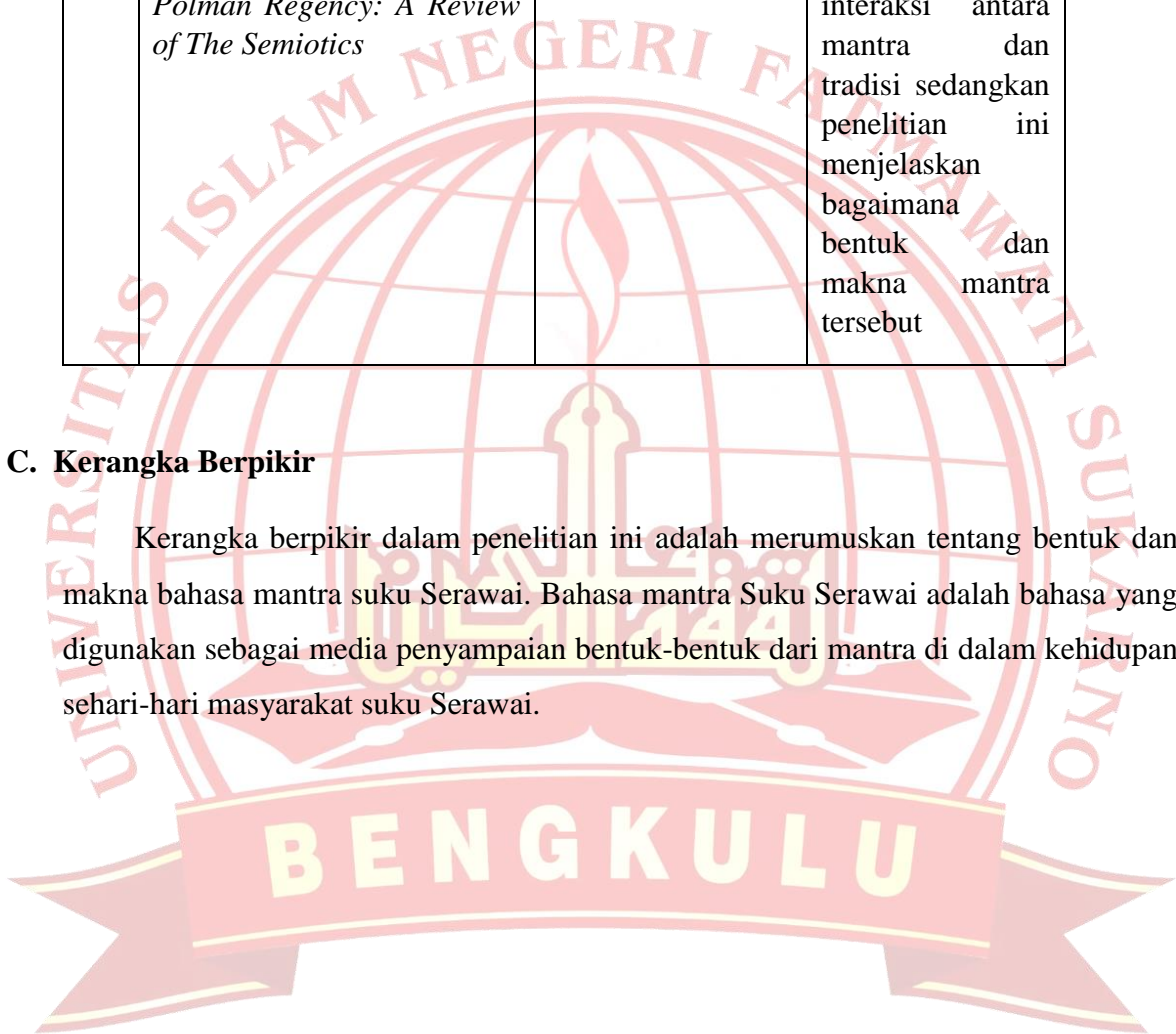 Polman Regency: A Review
of The Semiotics
interaksi antara
mantra dan
tradisi sedangkan
penelitian ini
menjelaskan
bagaimana
bentuk dan
makna mantra
tersebut
C. Kerangka Berpikir
Kerangka berpikir dalam penelitian ini adalah merumuskan tentang bentuk dan
makna bahasa mantra suku Serawai. Bahasa mantra Suku Serawai adalah bahasa yang
digunakan sebagai media penyampaian bentuk-bentuk dari mantra di dalam kehidupan
sehari-hari masyarakat suku Serawai.
UNIVERSITAS ISLAM NEGERI FATMAWATI SUKARNO
BENGKULU